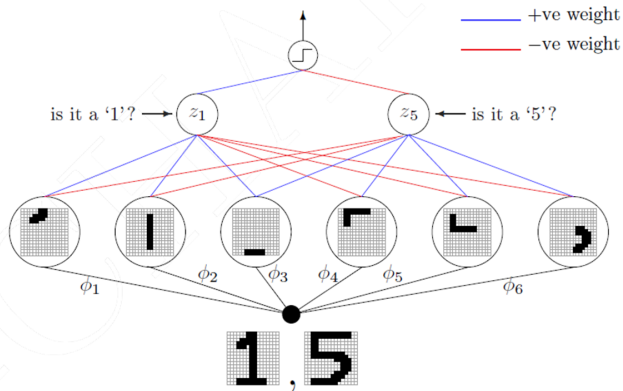 +ve weight
−ve weight
is it a ‘1’?
z₁
z₅
is it a ‘5’?
ϕ₁
ϕ₂
ϕ₃
ϕ₄
ϕ₅
ϕ₆
1 , 5